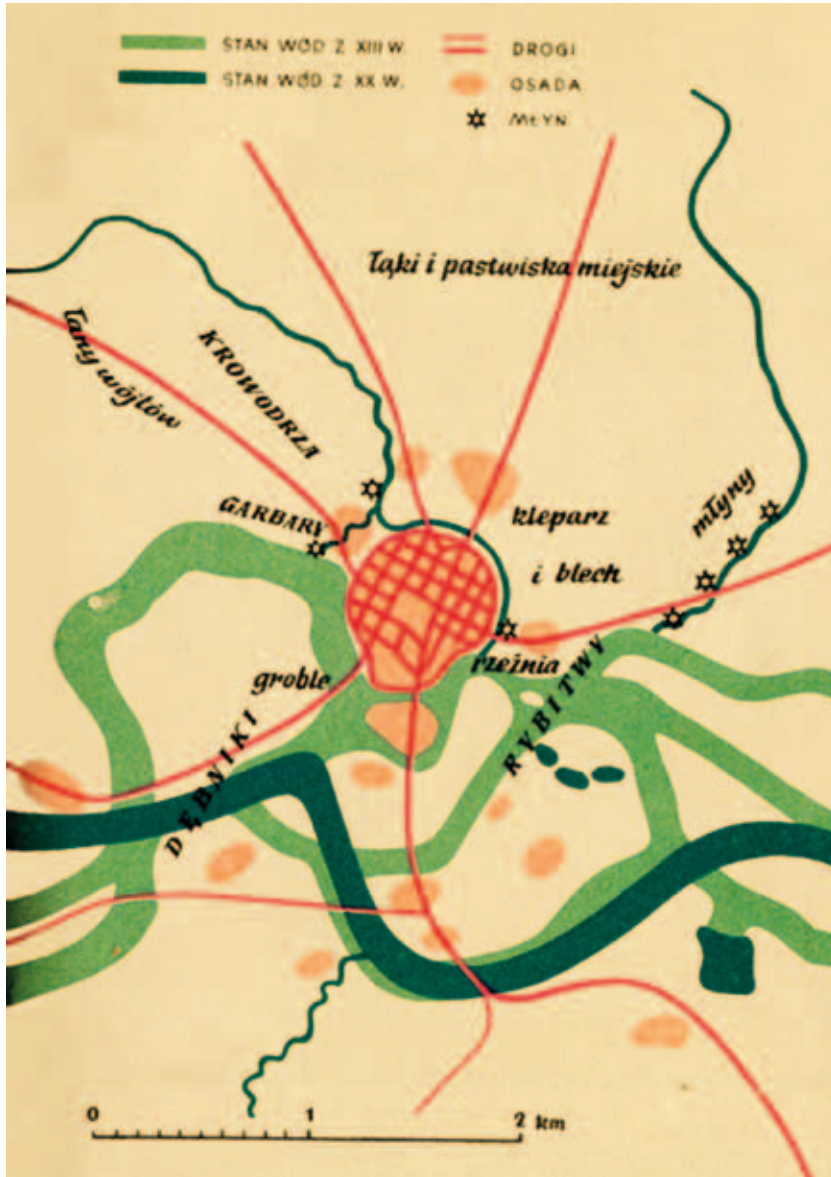 STAN WÓD Z XIII W.
DROGI
STAN WÓD Z XX W.
OSADA
MŁYN
łąki i pastwiska miejskie
łany wójtów
KROWODRZA
GARBARY
kleparz
młyny
i blech
rzeźnia
groble
RYBITWY
DĘBNIKI
0 1 2 km